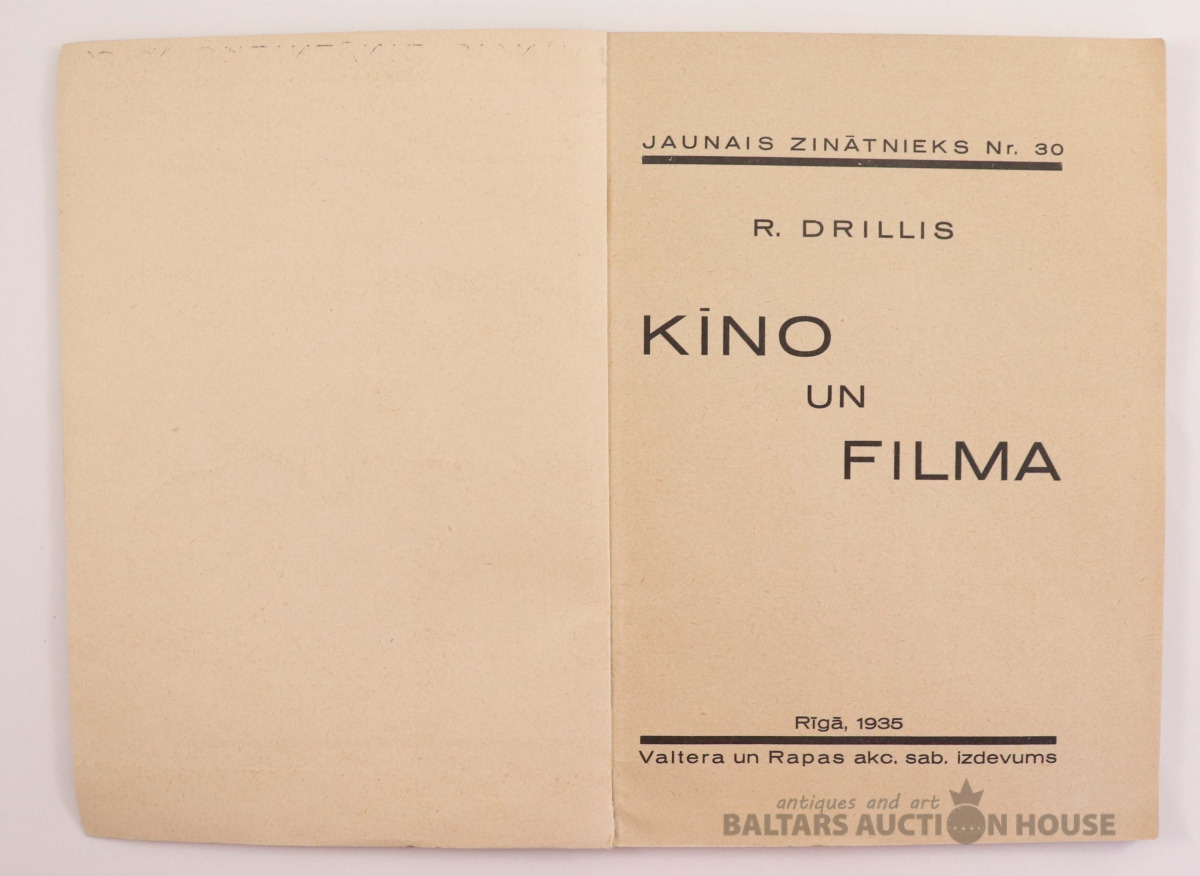 JAUNAIS ZINĀTNIEKS Nr. 30
R. DRILLIS
KĪNO
UN
FILMA
Rīgā, 1935
Valtera un Rapas akc. sab. izdevums
antiques and art
BALTARS AUCTION HOUSE